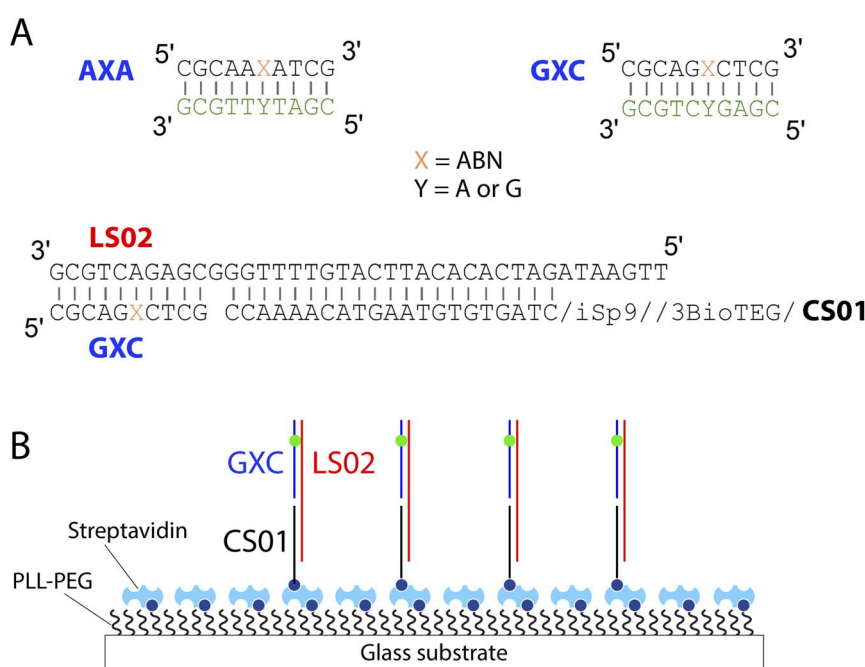 A
AXA
5' CGCAAXATCG 3'
3' GCGTTYTAGC 5'
GXC
5' CGCAGXCTCG 3'
3' GCGTCYGAGC 5'
X = ABN
Y = A or G
LS02
3' GCGTCAGAGCGGGTTTTGTACTTACACACTAGATAAGTT 5'
5' CGCAGXCTCG CCAAAACATGAATGTGTGATC/iSp9//3BioTEG/ CS01
GXC
B
GXC LS02
CS01
Streptavidin
PLL-PEG
Glass substrate